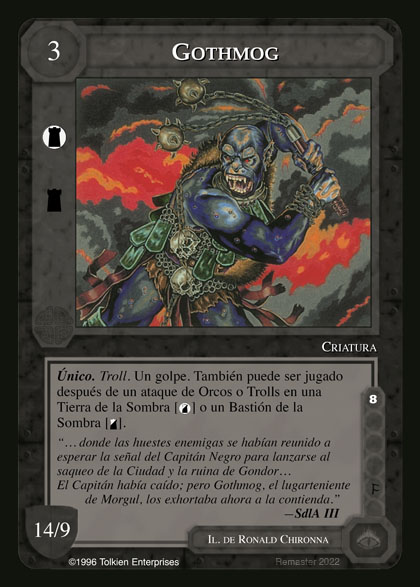 3
GOTHMOG
CRIATURA
Único. Troll. Un golpe. También puede ser jugado
después de un ataque de Orcos o Trolls en una
Tierra de la Sombra [] o un Bastión de la
Sombra [].
8
“… donde las huestes enemigas se habían reunido a
esperar la señal del Capitán Negro para lanzarse al
saqueo de la Ciudad y la ruina de Gondor…
El Capitán había caído; pero Gothmog, el lugarteniente
de Morgul, los exhortaba ahora a la contienda.”
—SdlA III
14/9
IL. DE RONALD CHIRONNA
©1996 Tolkien Enterprises
Remaster 2022